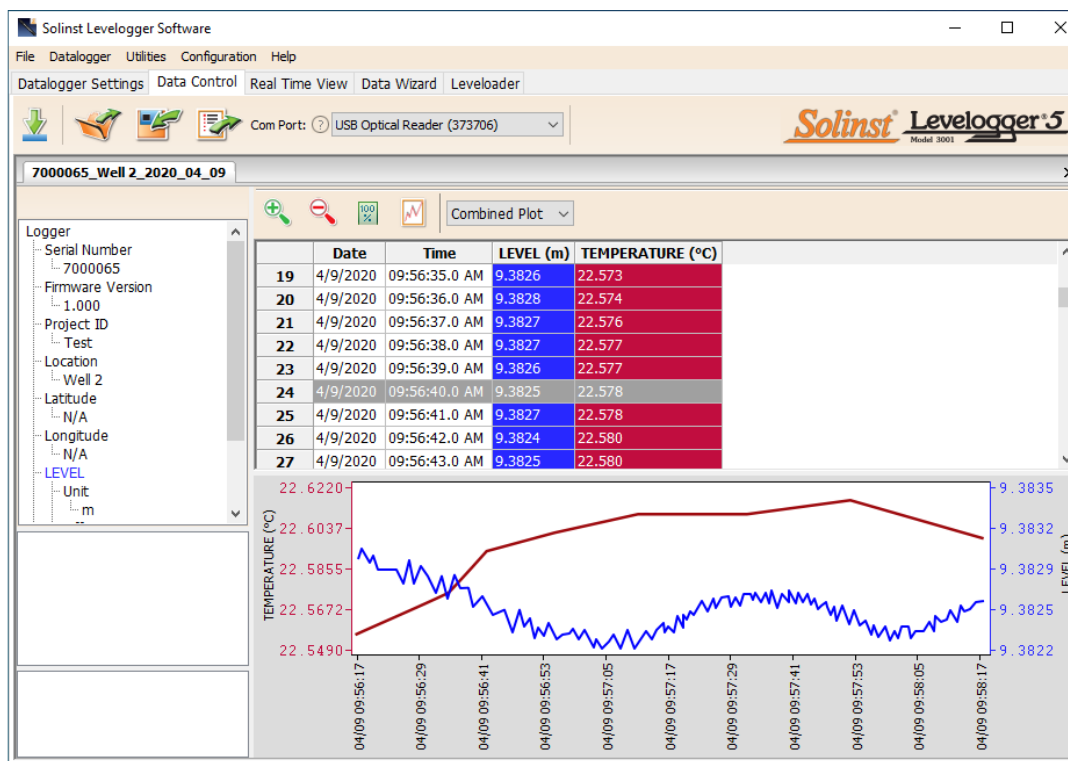 Solinst Levelogger Software
File Datalogger Utilities Configuration Help
Datalogger Settings Data Control Real Time View Data Wizard Leveloader
Com Port: ? USB Optical Reader (373706)
Solinst Levelogger® 5
Model 3001
7000065_Well 2_2020_04_09
100 %
Combined Plot
Logger
Serial Number
7000065
Firmware Version
1.000
Project ID
Test
Location
Well 2
Latitude
N/A
Longitude
N/A
LEVEL
Unit
m
Date Time LEVEL (m) TEMPERATURE (°C)
19 4/9/2020 09:56:35.0 AM 9.3826 22.573
20 4/9/2020 09:56:36.0 AM 9.3828 22.574
21 4/9/2020 09:56:37.0 AM 9.3827 22.576
22 4/9/2020 09:56:38.0 AM 9.3827 22.577
23 4/9/2020 09:56:39.0 AM 9.3826 22.577
24 4/9/2020 09:56:40.0 AM 9.3825 22.578
25 4/9/2020 09:56:41.0 AM 9.3827 22.578
26 4/9/2020 09:56:42.0 AM 9.3824 22.580
27 4/9/2020 09:56:43.0 AM 9.3825 22.580
TEMPERATURE (°C)
22.6220
22.6037
22.5855
22.5672
22.5490
9.3835
9.3832
9.3829
9.3825
9.3822
LEVEL (m)
04/09 09:56:17
04/09 09:56:29
04/09 09:56:41
04/09 09:56:53
04/09 09:57:05
04/09 09:57:17
04/09 09:57:29
04/09 09:57:41
04/09 09:57:53
04/09 09:58:05
04/09 09:58:17